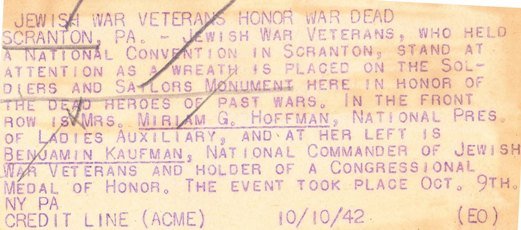 JEWISH WAR VETERANS HONOR WAR DEAD
SCRANTON, PA. - JEWISH WAR VETERANS, WHO HELD
A NATIONAL CONVENTION IN SCRANTON, STAND AT
ATTENTION AS A WREATH IS PLACED ON THE SOL-
DIERS AND SAILORS MONUMENT HERE IN HONOR OF
THE DEAD HEROES OF PAST WARS. IN THE FRONT
ROW IS MRS. MIRIAM G. HOFFMAN, NATIONAL PRES.
OF LADIES AUXILIARY, AND AT HER LEFT IS
BENJAMIN KAUFMAN, NATIONAL COMMANDER OF JEWISH
WAR VETERANS AND HOLDER OF A CONGRESSIONAL
MEDAL OF HONOR. THE EVENT TOOK PLACE OCT. 9TH.
NY PA
CREDIT LINE (ACME) 10/10/42 (EO)